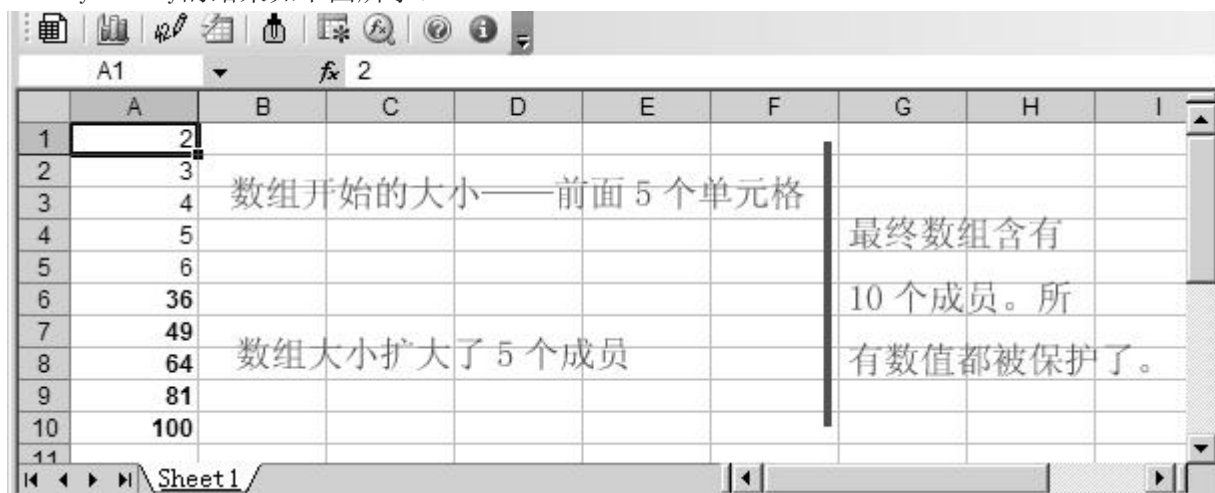 A1 fx 2
A B C D E F G H I
1 2
2 3
3 4
4 5
5 6
6 36
7 49
8 64
9 81
10 100
11
数组开始的大小——前面 5 个单元格
数组大小扩大了 5 个成员
最终数组含有
10 个成员。所
有数值都被保护了。
Sheet1